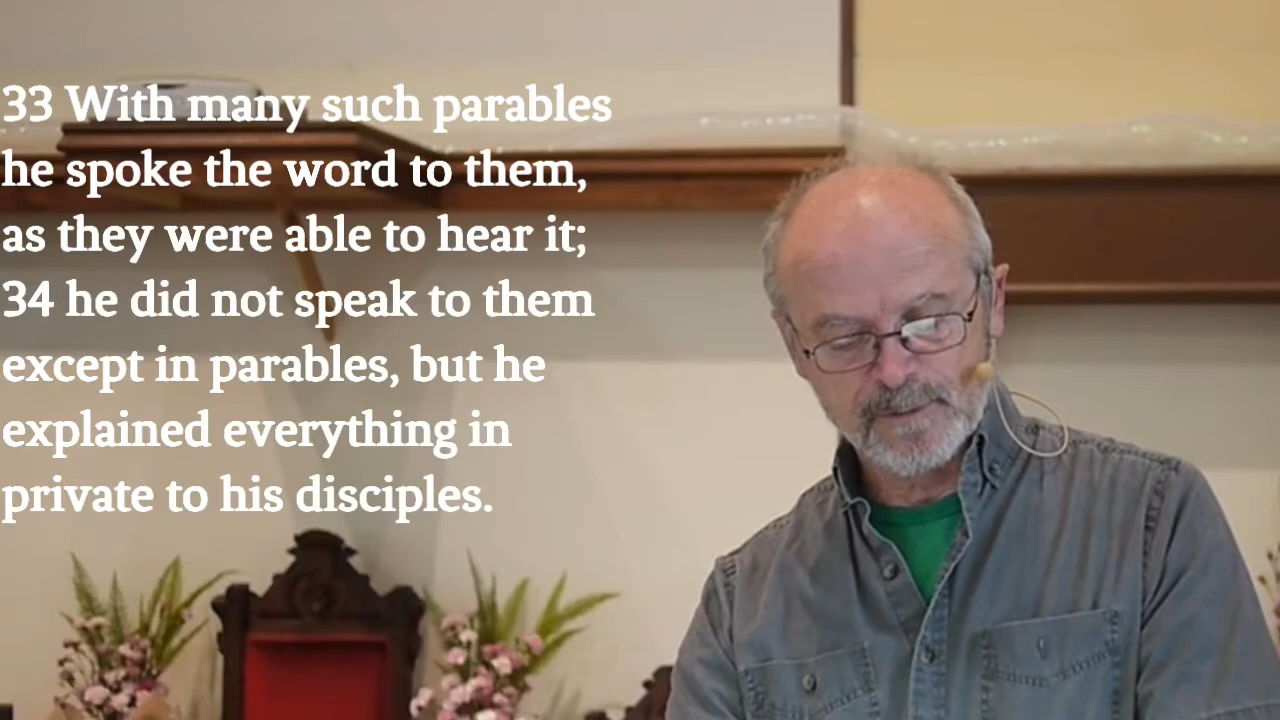 33 With many such parables
he spoke the word to them,
as they were able to hear it;
34 he did not speak to them
except in parables, but he
explained everything in
private to his disciples.